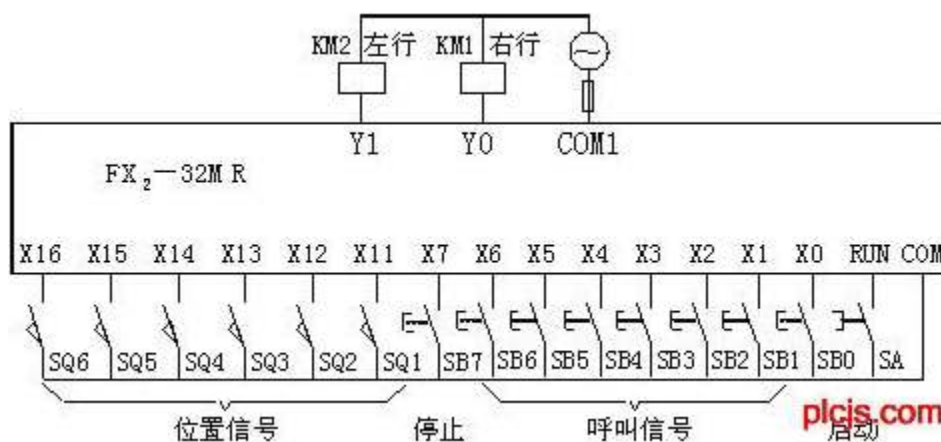 KM2 左行 KM1 右行
Y1 Y0 COM1
FX2—32MR
X16 X15 X14 X13 X12 X11 X7 X6 X5 X4 X3 X2 X1 X0 RUN COM
SQ6 SQ5 SQ4 SQ3 SQ2 SQ1 SB7 SB6 SB5 SB4 SB3 SB2 SB1 SB0 SA
位置信号 停止 呼叫信号 启动
plcjs.com